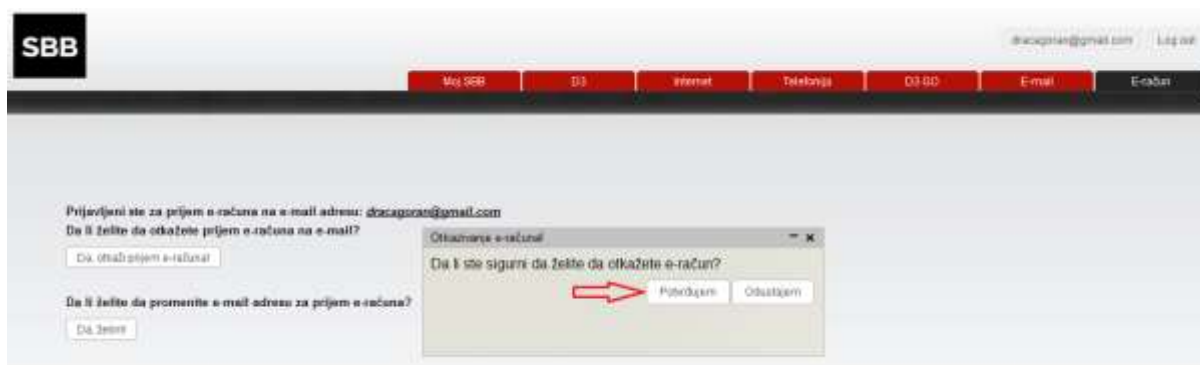 SBB
dracagoran@gmail.com Log out
Moj SBB D3 Internet Telefonija D3 GO E-mail E-račun
Prijavljeni ste za prijem e-računa na e-mail adresu: dracagoran@gmail.com
Da li želite da otkažete prijem e-računa na e-mail?
Da, otkaži prijem e-računa!
Otkazivanje e-računa!
Da li ste sigurni da želite da otkažete e-račun?
Potvrđujem Odustajem
Da li želite da promenite e-mail adresu za prijem e-računa?
Da, želim!